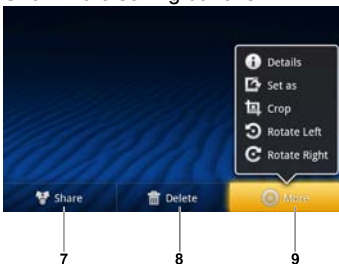 Details
Set as
Crop
Rotate Left
Rotate Right
Share Delete More
7 8 9